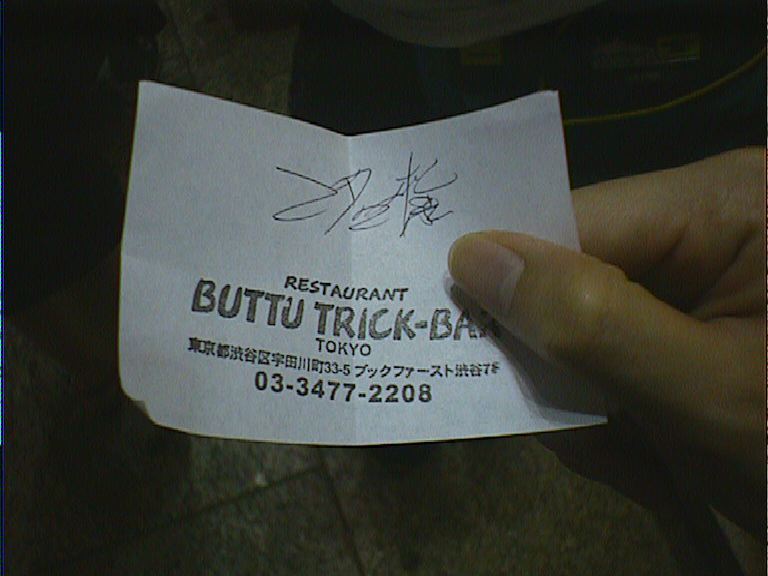 RESTAURANT
BUTTU TRICK-BA
TOKYO
東京都渋谷区宇田川町33-5 ブックファースト渋谷7F
03-3477-2208